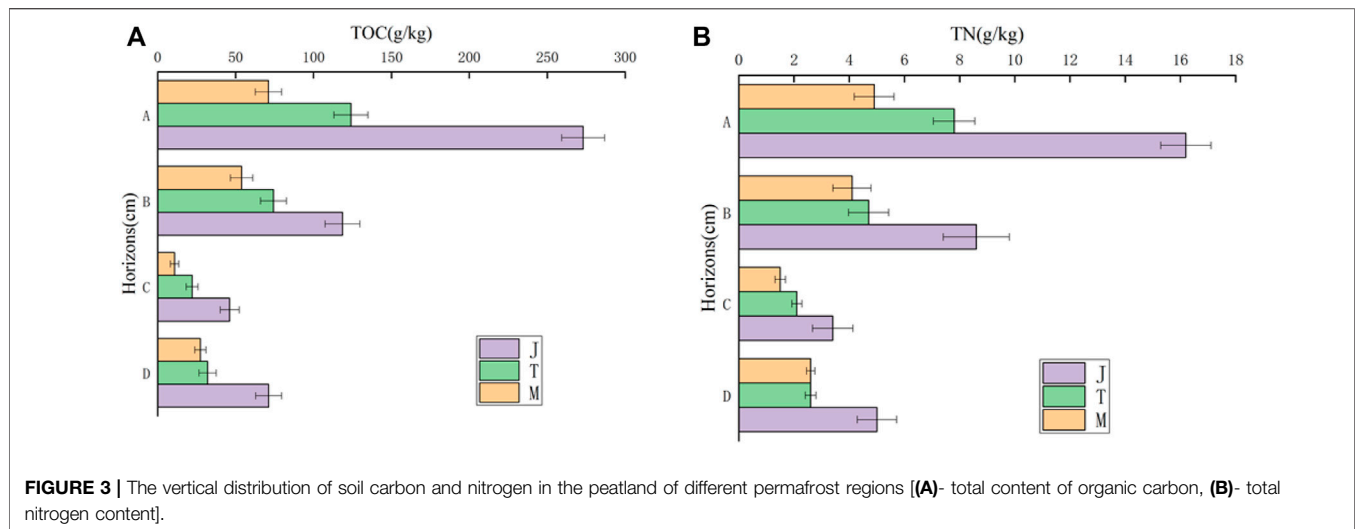 A
TOC(g/kg)
0 50 100 150 200 250 300
Horizons(cm)
A
B
C
D
J
T
M
B
TN(g/kg)
0 2 4 6 8 10 12 14 16 18
Horizons(cm)
A
B
C
D
J
T
M
FIGURE 3 | The vertical distribution of soil carbon and nitrogen in the peatland of different permafrost regions [(A)- total content of organic carbon, (B)- total
nitrogen content].